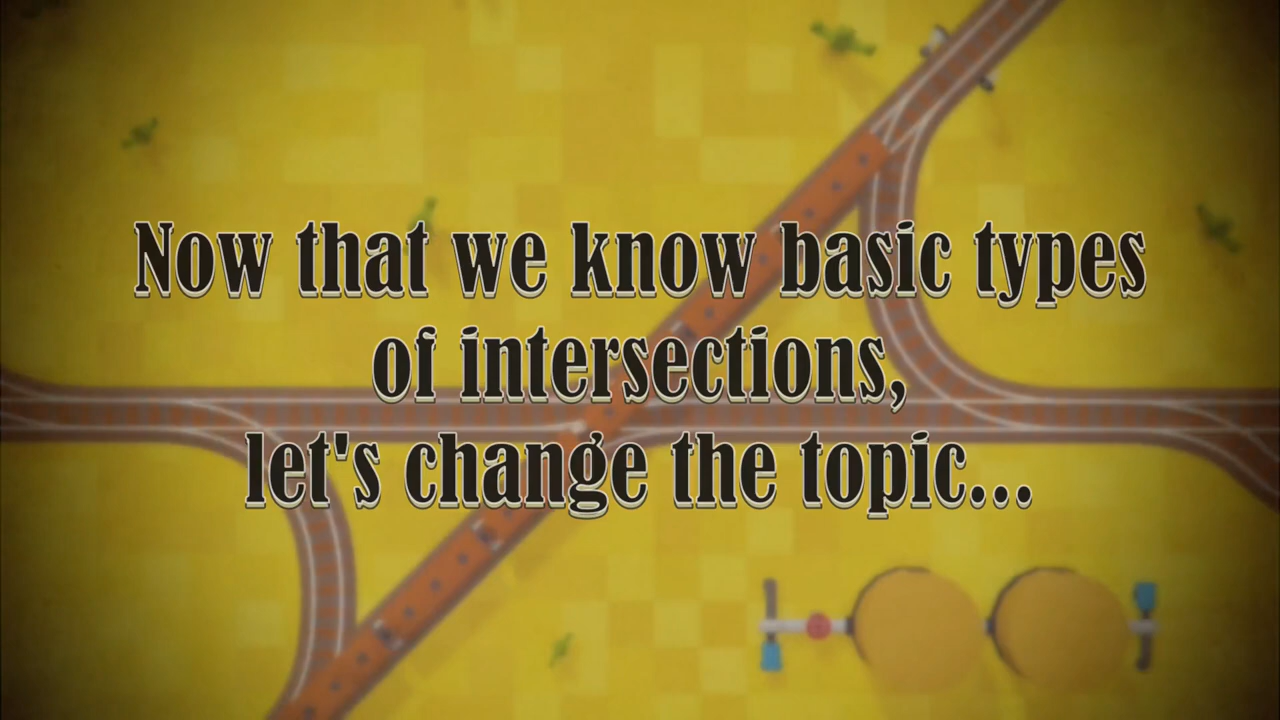 Now that we know basic types
of intersections,
let's change the topic...